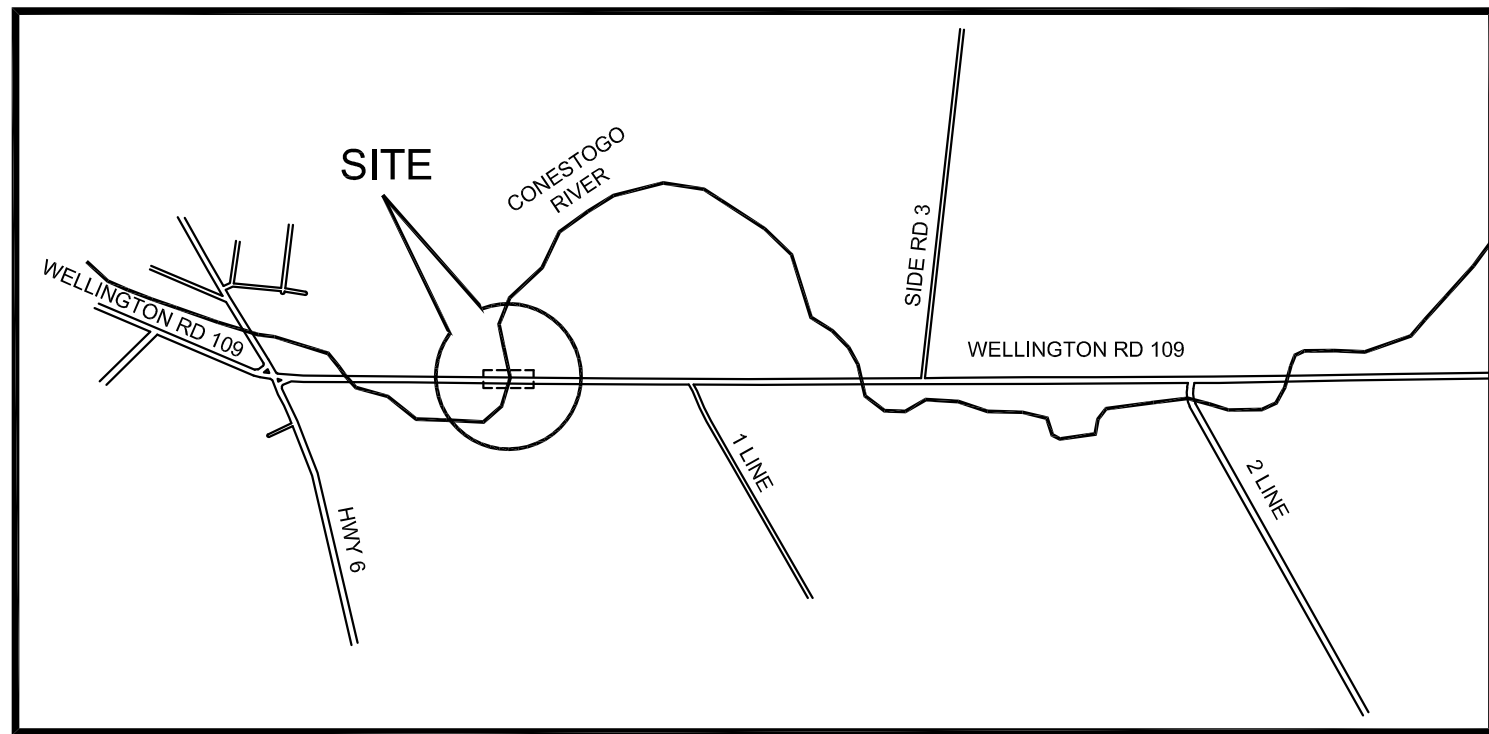 SITE
CONESTOGO
RIVER
SIDE RD 3
WELLINGTON RD 109
WELLINGTON RD 109
1 LINE
2 LINE
HWY 6